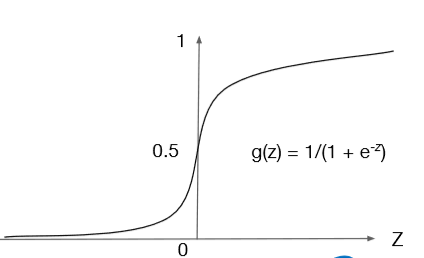 1
0.5
g(z) = 1/(1 + e⁻ᶻ)
Z
0